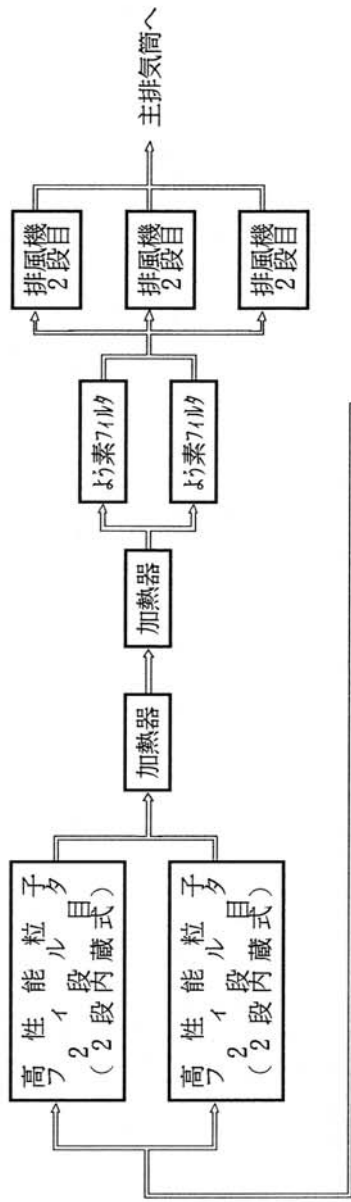 高性能粒子
フィルタ
2段目
(2段内蔵式)
高性能粒子
フィルタ
2段目
(2段内蔵式)
加熱器
加熱器
よう素フィルタ
よう素フィルタ
排風機
2段目
排風機
2段目
排風機
2段目
主排気筒へ